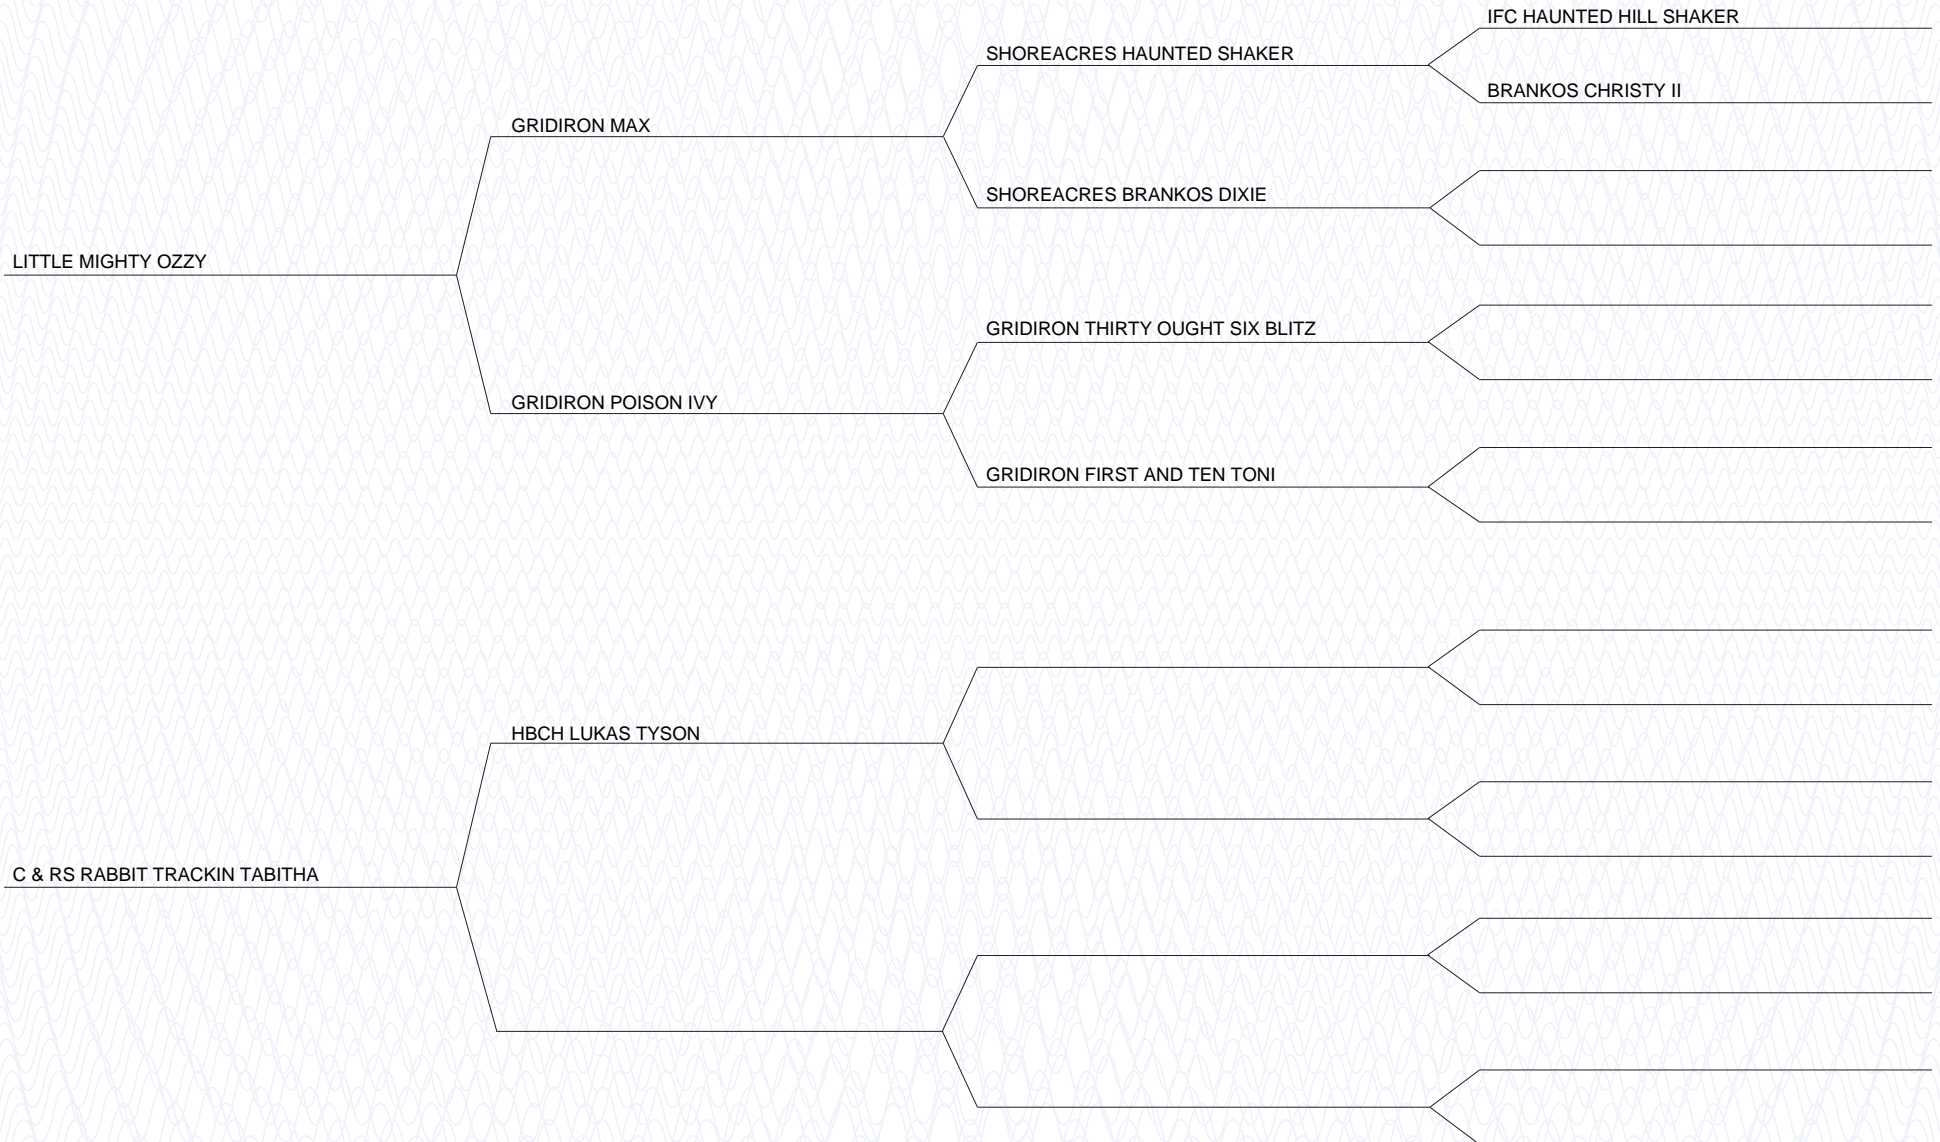 IFC HAUNTED HILL SHAKER
SHOREACRES HAUNTED SHAKER
BRANKOS CHRISTY II
GRIDIRON MAX
SHOREACRES BRANKOS DIXIE
LITTLE MIGHTY OZZY
GRIDIRON THIRTY OUGHT SIX BLITZ
GRIDIRON POISON IVY
GRIDIRON FIRST AND TEN TONI
HBCH LUKAS TYSON
C & RS RABBIT TRACKIN TABITHA